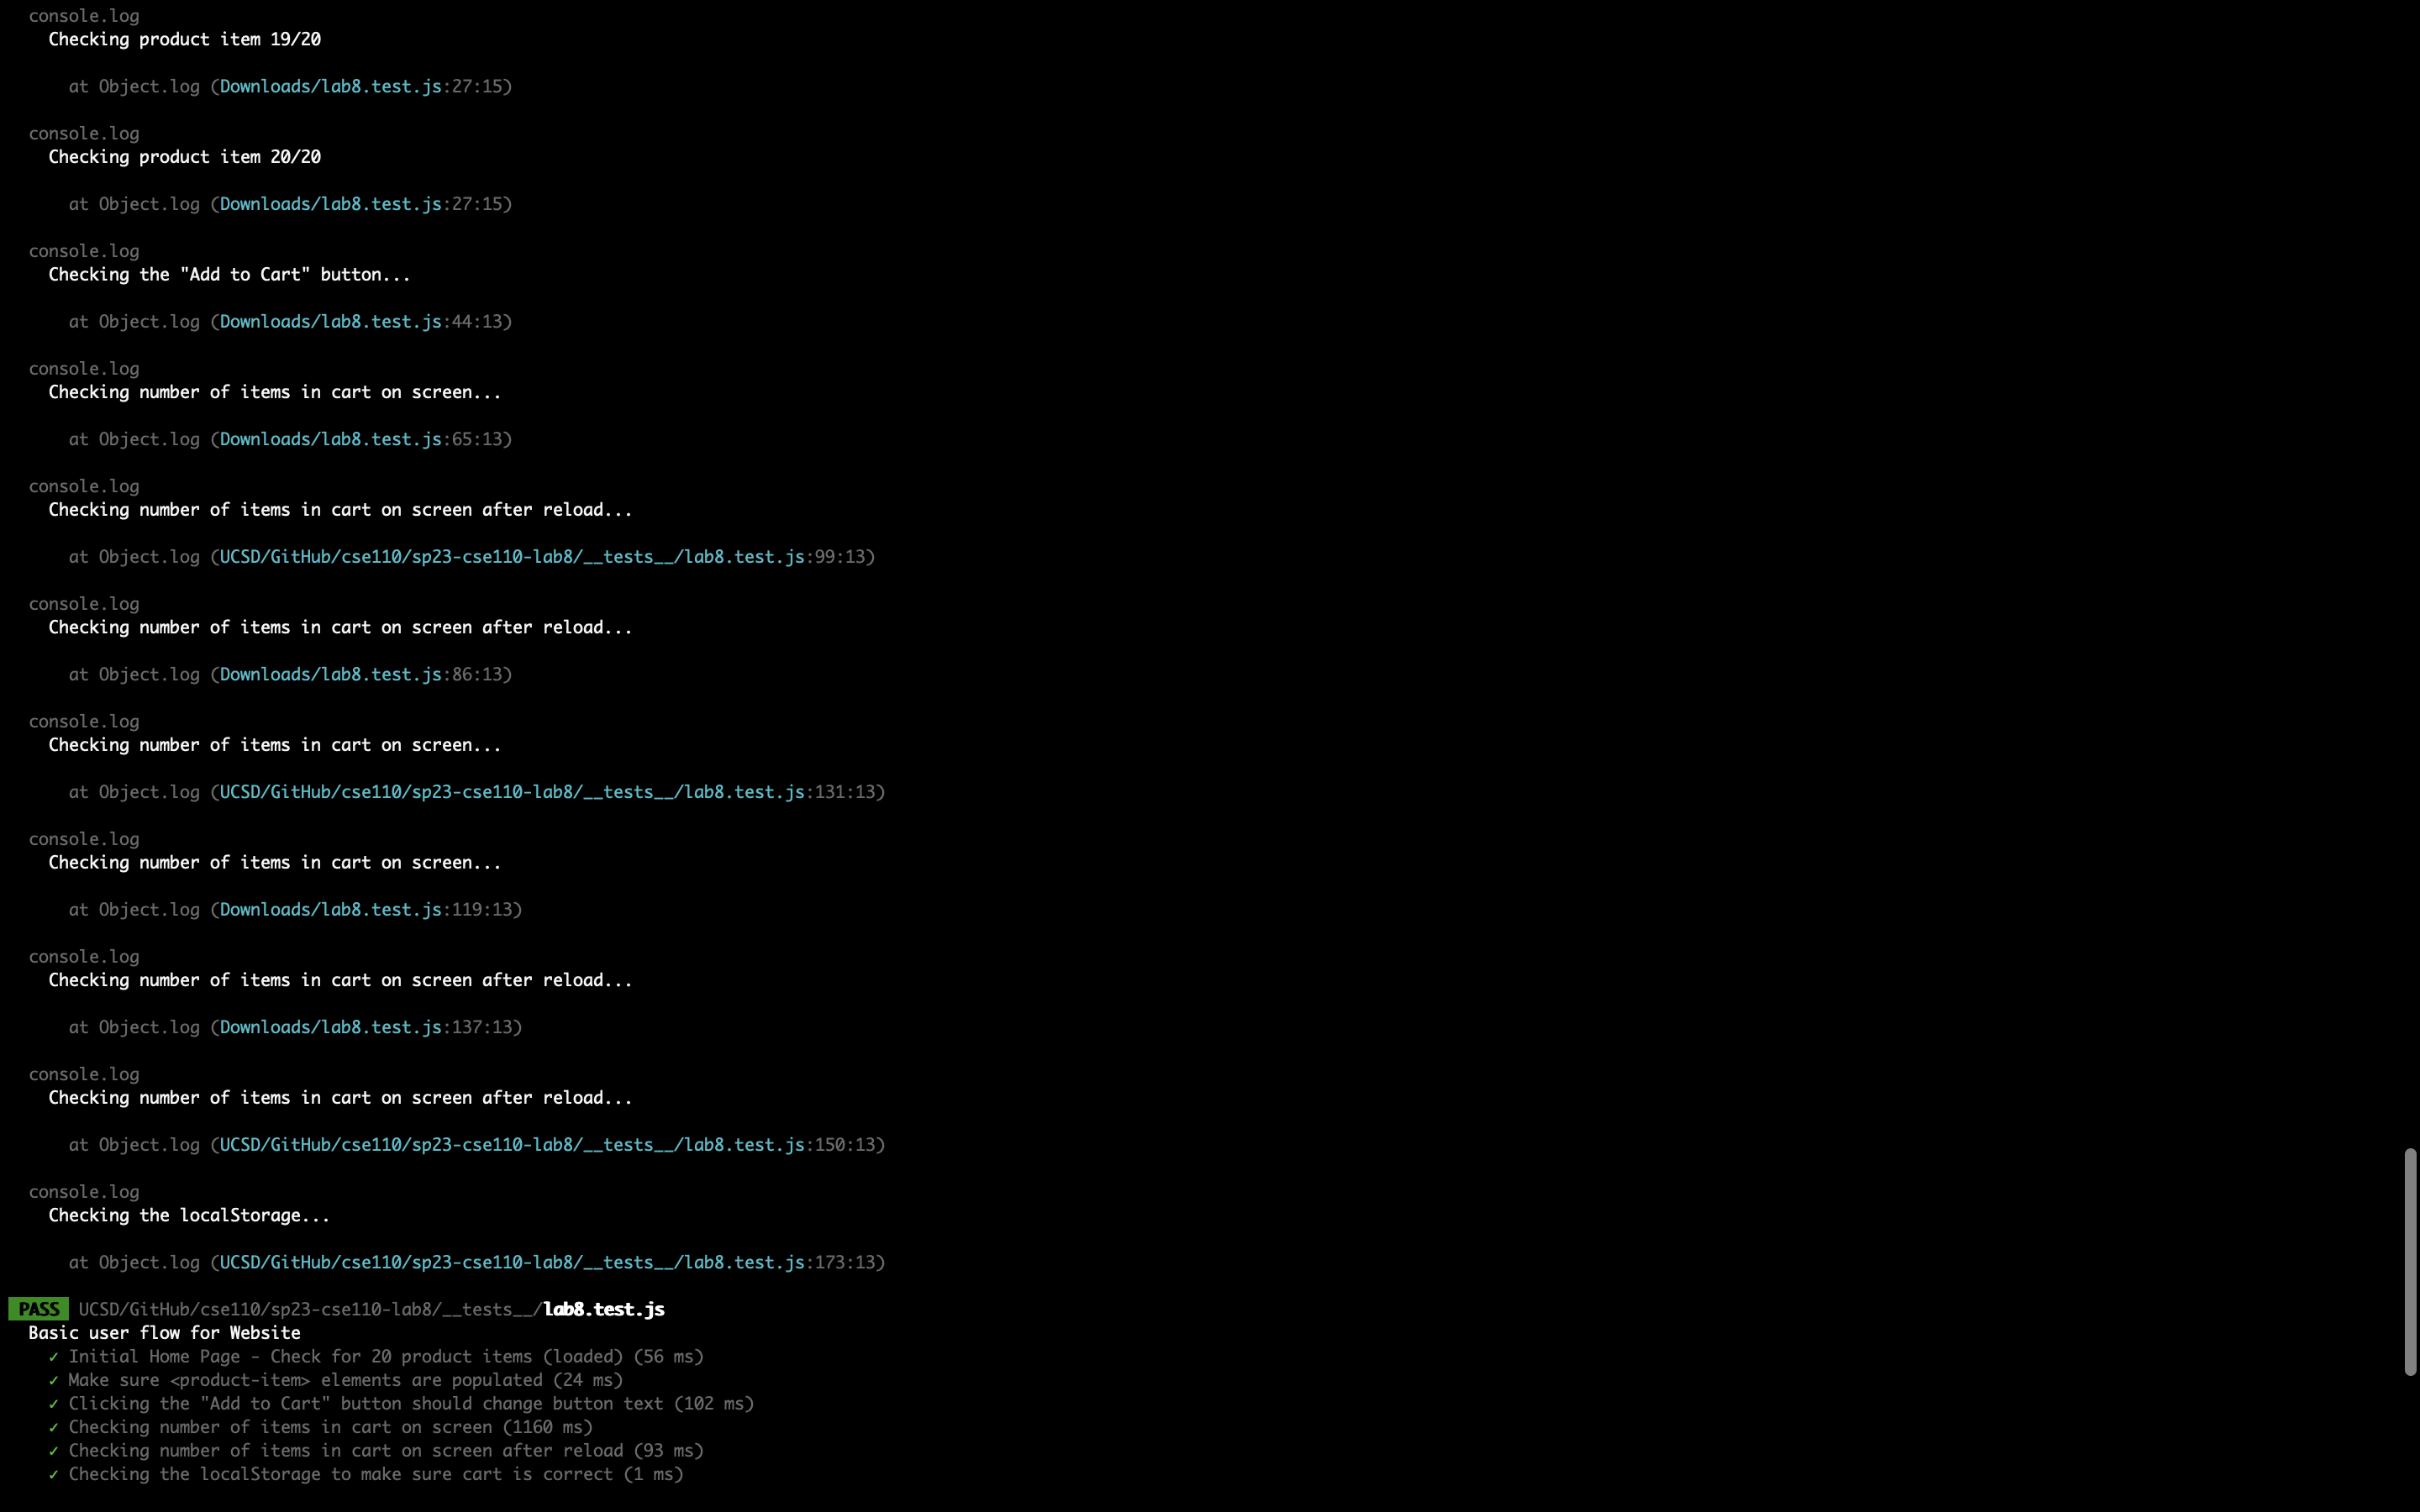 console.log
Checking product item 19/20
at Object.log (Downloads/lab8.test.js:27:15)
console.log
Checking product item 20/20
at Object.log (Downloads/lab8.test.js:27:15)
console.log
Checking the "Add to Cart" button...
at Object.log (Downloads/lab8.test.js:44:13)
console.log
Checking number of items in cart on screen...
at Object.log (Downloads/lab8.test.js:65:13)
console.log
Checking number of items in cart on screen after reload...
at Object.log (UCSD/GitHub/cse110/sp23-cse110-lab8/__tests__/lab8.test.js:99:13)
console.log
Checking number of items in cart on screen after reload...
at Object.log (Downloads/lab8.test.js:86:13)
console.log
Checking number of items in cart on screen...
at Object.log (UCSD/GitHub/cse110/sp23-cse110-lab8/__tests__/lab8.test.js:131:13)
console.log
Checking number of items in cart on screen...
at Object.log (Downloads/lab8.test.js:119:13)
console.log
Checking number of items in cart on screen after reload...
at Object.log (Downloads/lab8.test.js:137:13)
console.log
Checking number of items in cart on screen after reload...
at Object.log (UCSD/GitHub/cse110/sp23-cse110-lab8/__tests__/lab8.test.js:150:13)
console.log
Checking the localStorage...
at Object.log (UCSD/GitHub/cse110/sp23-cse110-lab8/__tests__/lab8.test.js:173:13)
PASS UCSD/GitHub/cse110/sp23-cse110-lab8/__tests__/lab8.test.js
Basic user flow for Website
✓ Initial Home Page - Check for 20 product items (loaded) (56 ms)
✓ Make sure <product-item> elements are populated (24 ms)
✓ Clicking the "Add to Cart" button should change button text (102 ms)
✓ Checking number of items in cart on screen (1160 ms)
✓ Checking number of items in cart on screen after reload (93 ms)
✓ Checking the localStorage to make sure cart is correct (1 ms)